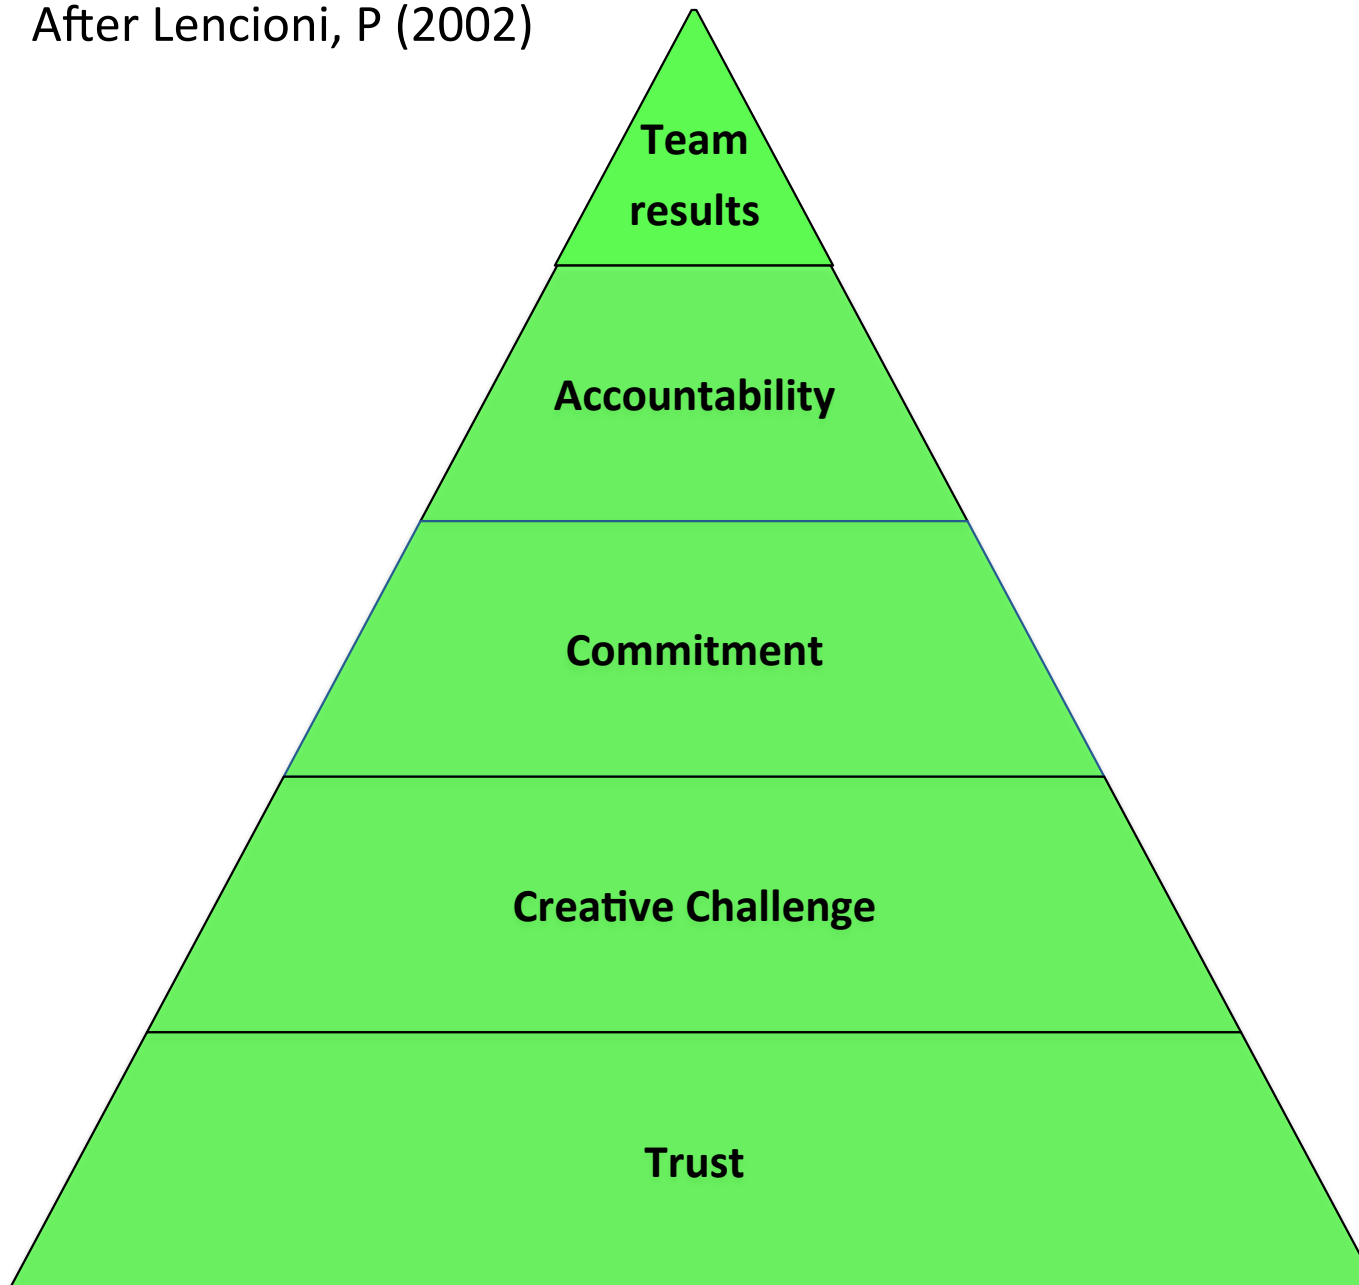 After Lencioni, P (2002)
Team
results
Accountability
Commitment
Creative Challenge
Trust